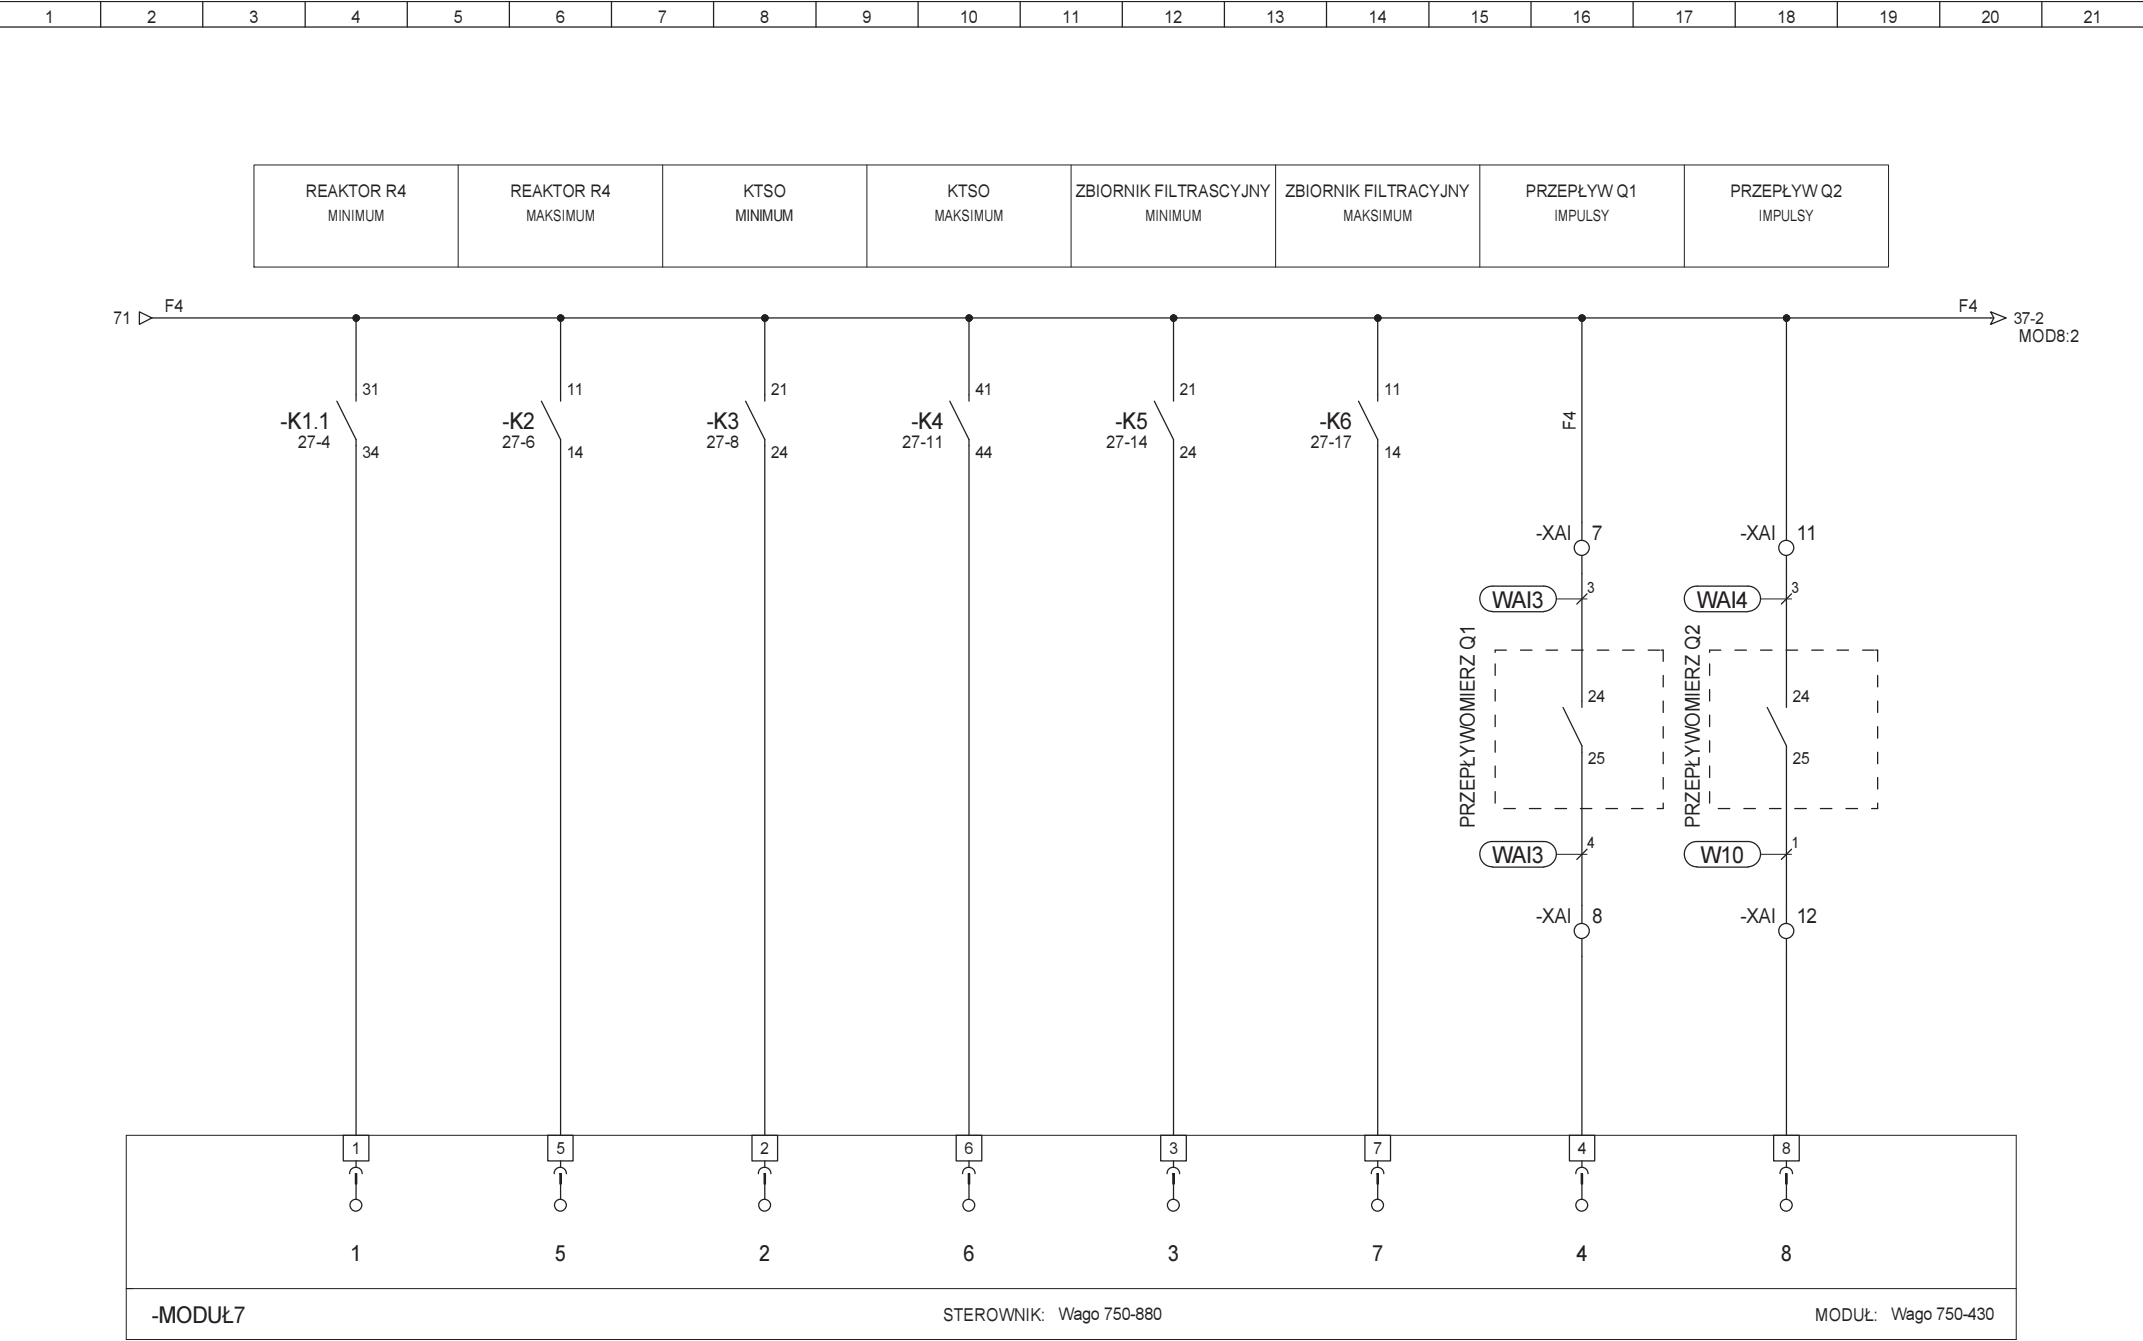 1 2 3 4 5 6 7 8 9 10 11 12 13 14 15 16 17 18 19 20 21
REAKTOR R4
MINIMUM
REAKTOR R4
MAKSIMUM
KTSO
MINIMUM
KTSO
MAKSIMUM
ZBIORNIK FILTRASCYJNY
MINIMUM
ZBIORNIK FILTRACYJNY
MAKSIMUM
PRZEPŁYW Q1
IMPULSY
PRZEPŁYW Q2
IMPULSY
71 F4
F4 37-2
MOD8:2
31
-K1.1
27-4
34
11
-K2
27-6
14
21
-K3
27-8
24
41
-K4
27-11
44
21
-K5
27-14
24
11
-K6
27-17
14
F4
-XAI 7
WAI3 3
PRZEPŁYWOMIERZ Q1
24
25
WAI3 4
-XAI 8
-XAI 11
WAI4 3
PRZEPŁYWOMIERZ Q2
24
25
W10 1
-XAI 12
1 5 2 6 3 7 4 8
1 5 2 6 3 7 4 8
-MODUŁ7 STEROWNIK: Wago 750-880 MODUŁ: Wago 750-430